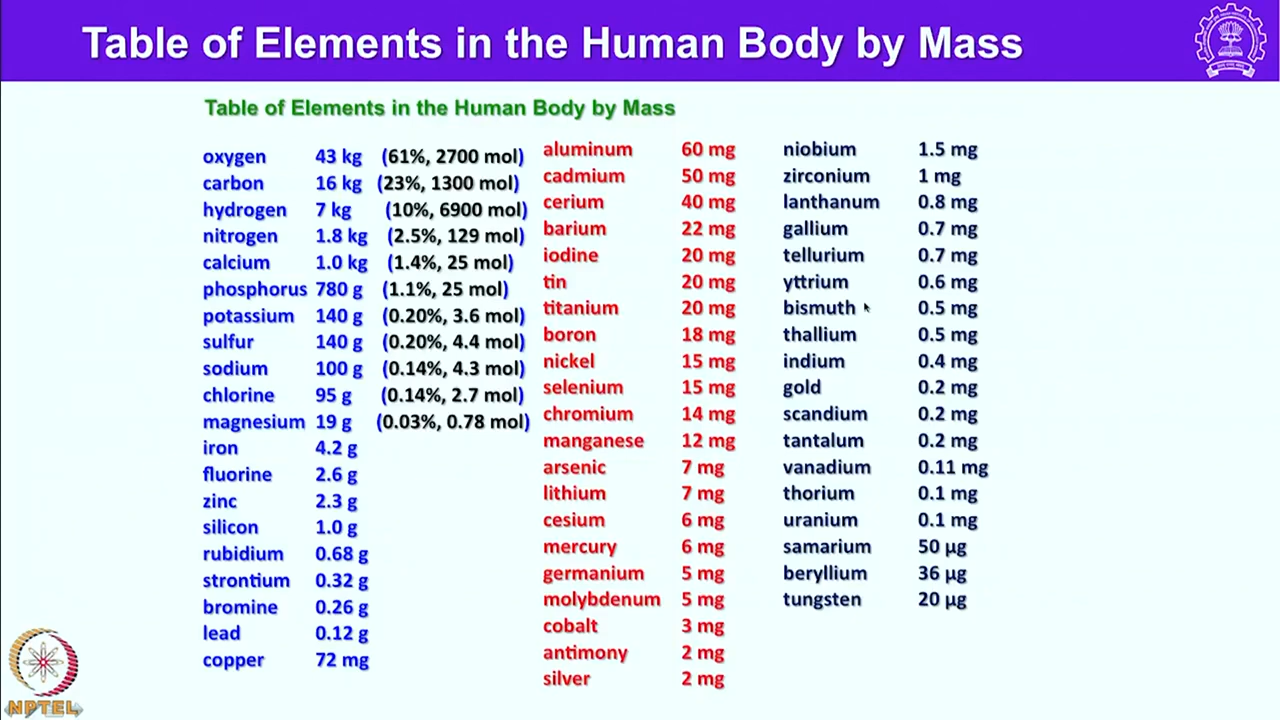 Table of Elements in the Human Body by Mass
Table of Elements in the Human Body by Mass
oxygen 43 kg (61%, 2700 mol)
carbon 16 kg (23%, 1300 mol)
hydrogen 7 kg (10%, 6900 mol)
nitrogen 1.8 kg (2.5%, 129 mol)
calcium 1.0 kg (1.4%, 25 mol)
phosphorus 780 g (1.1%, 25 mol)
potassium 140 g (0.20%, 3.6 mol)
sulfur 140 g (0.20%, 4.4 mol)
sodium 100 g (0.14%, 4.3 mol)
chlorine 95 g (0.14%, 2.7 mol)
magnesium 19 g (0.03%, 0.78 mol)
iron 4.2 g
fluorine 2.6 g
zinc 2.3 g
silicon 1.0 g
rubidium 0.68 g
strontium 0.32 g
bromine 0.26 g
lead 0.12 g
copper 72 mg
aluminum 60 mg
cadmium 50 mg
cerium 40 mg
barium 22 mg
iodine 20 mg
tin 20 mg
titanium 20 mg
boron 18 mg
nickel 15 mg
selenium 15 mg
chromium 14 mg
manganese 12 mg
arsenic 7 mg
lithium 7 mg
cesium 6 mg
mercury 6 mg
germanium 5 mg
molybdenum 5 mg
cobalt 3 mg
antimony 2 mg
silver 2 mg
niobium 1.5 mg
zirconium 1 mg
lanthanum 0.8 mg
gallium 0.7 mg
tellurium 0.7 mg
yttrium 0.6 mg
bismuth 0.5 mg
thallium 0.5 mg
indium 0.4 mg
gold 0.2 mg
scandium 0.2 mg
tantalum 0.2 mg
vanadium 0.11 mg
thorium 0.1 mg
uranium 0.1 mg
samarium 50 µg
beryllium 36 µg
tungsten 20 µg
NPTEL